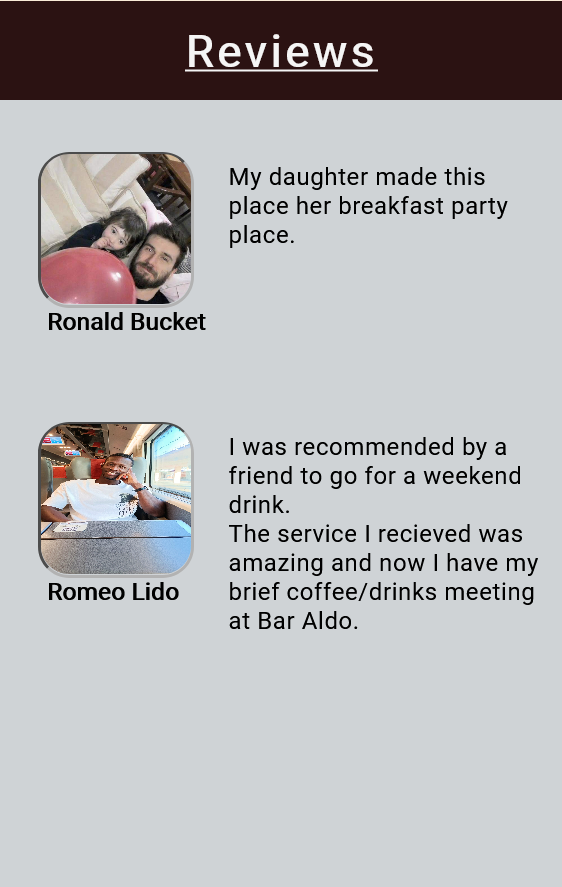 Reviews
My daughter made this
place her breakfast party
place.
Ronald Bucket
I was recommended by a
friend to go for a weekend
drink.
The service I recieved was
amazing and now I have my
brief coffee/drinks meeting
at Bar Aldo.
Romeo Lido